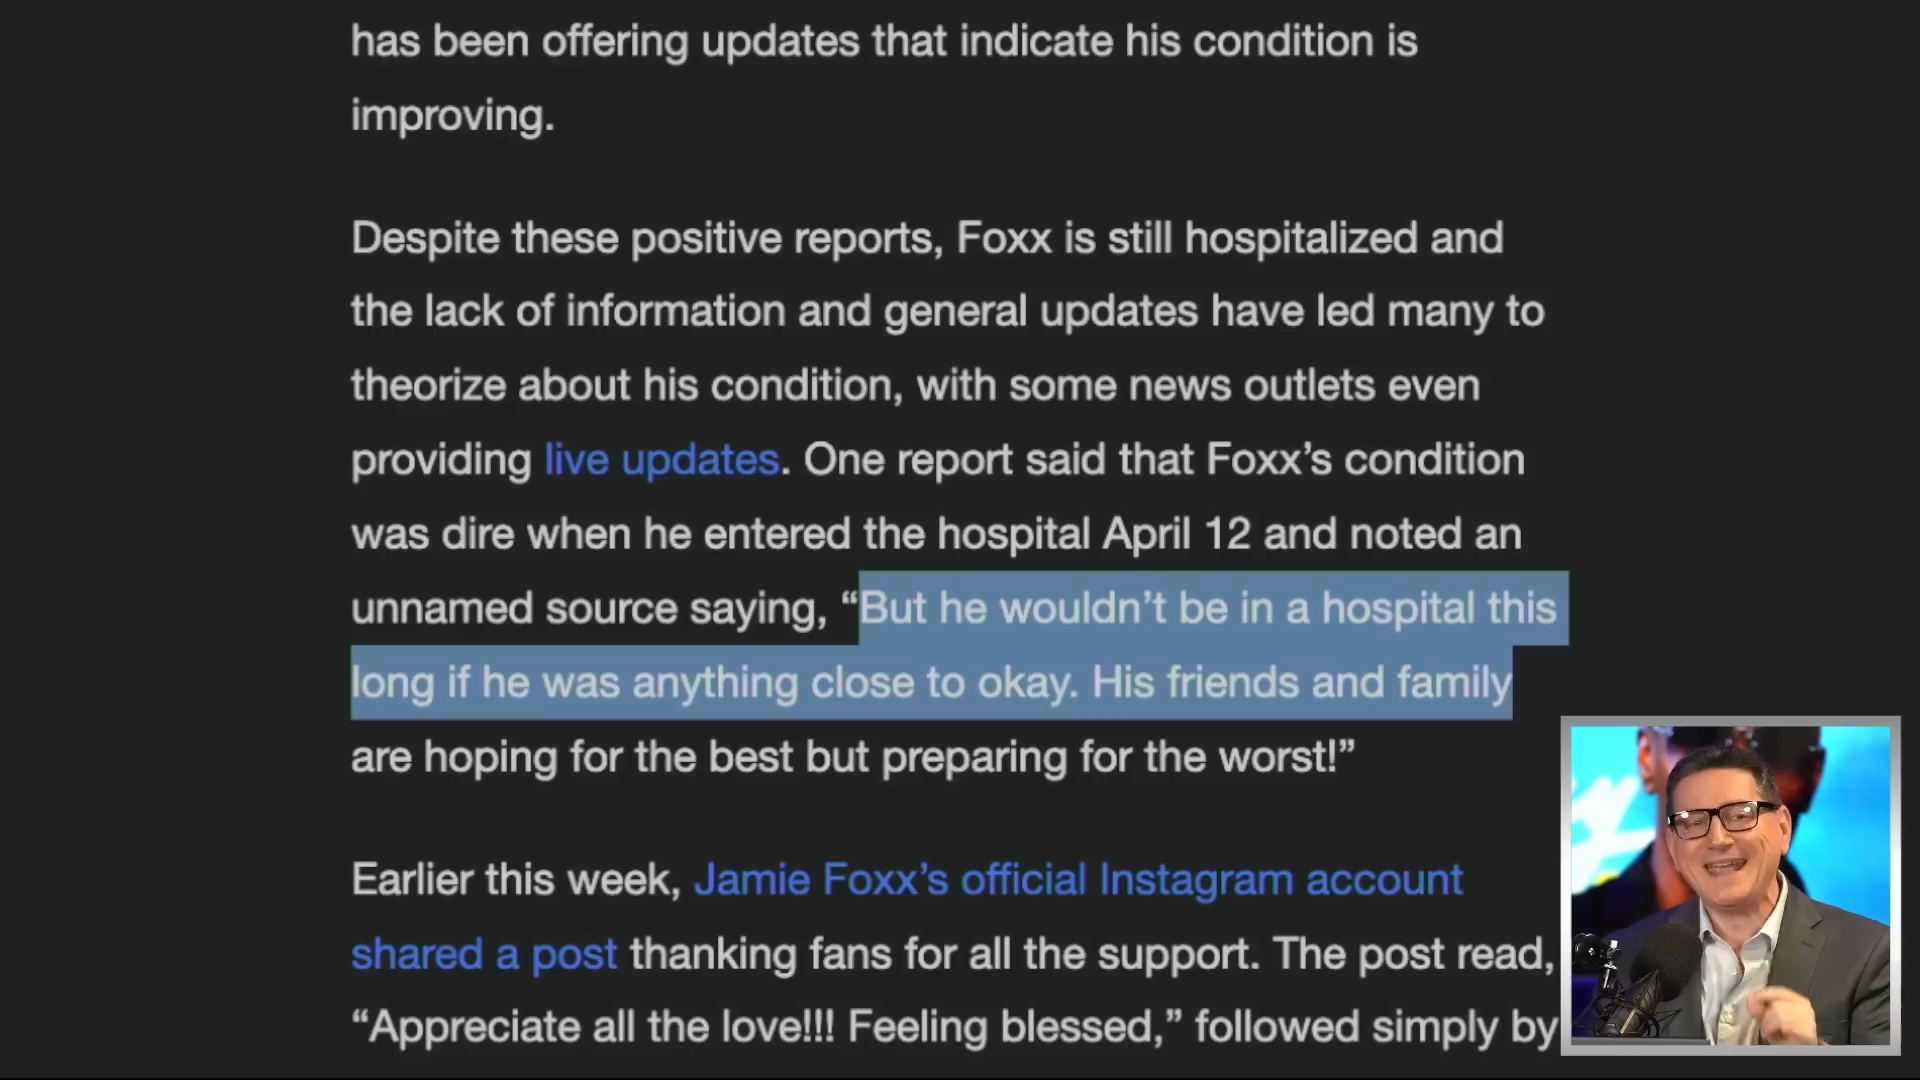 has been offering updates that indicate his condition is
improving.
Despite these positive reports, Foxx is still hospitalized and
the lack of information and general updates have led many to
theorize about his condition, with some news outlets even
providing live updates. One report said that Foxx’s condition
was dire when he entered the hospital April 12 and noted an
unnamed source saying, “But he wouldn’t be in a hospital this
long if he was anything close to okay. His friends and family
are hoping for the best but preparing for the worst!”
Earlier this week, Jamie Foxx’s official Instagram account
shared a post thanking fans for all the support. The post read,
“Appreciate all the love!!! Feeling blessed,” followed simply by